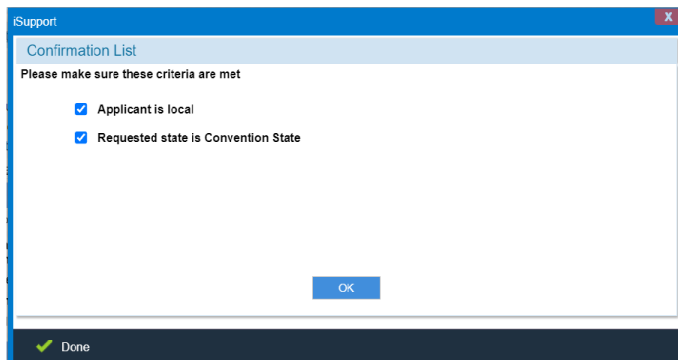 iSupport
X
Confirmation List
Please make sure these criteria are met
Applicant is local
Requested state is Convention State
OK
Done